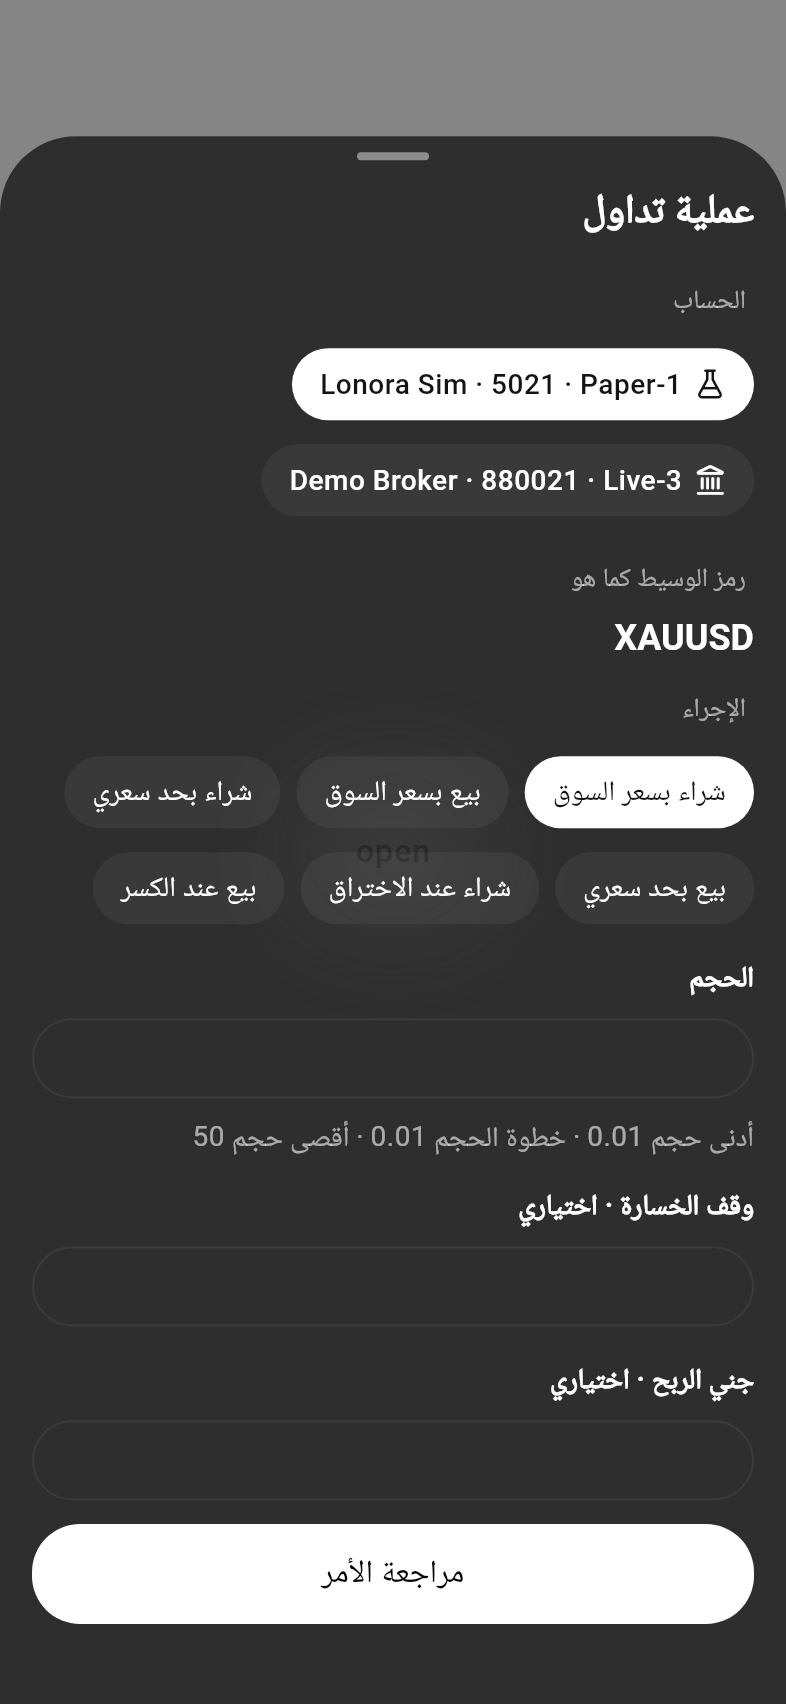 عملية تداول
الحساب
Lonora Sim · 5021 · Paper-1
Demo Broker · 880021 · Live-3
رمز الوسيط كما هو
XAUUSD
الإجراء
شراء بسعر السوق
بيع بسعر السوق
شراء بحد سعري
open
بيع بحد سعري
شراء عند الاختراق
بيع عند الكسر
الحجم
أدنى حجم 0.01 · خطوة الحجم 0.01 · أقصى حجم 50
وقف الخسارة · اختياري
جني الربح · اختياري
مراجعة الأمر